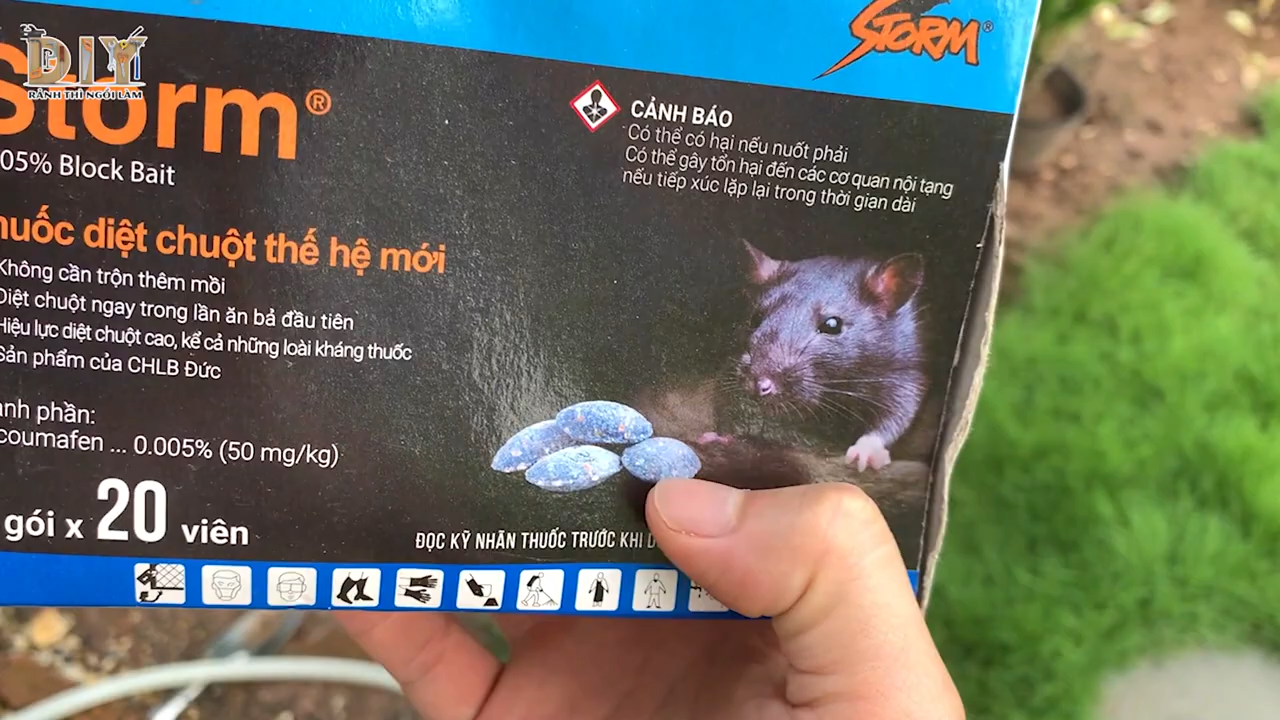 DIY
RẢNH THÌ NGỒI LÀM
STORM®
Storm®
05% Block Bait
CẢNH BÁO
Có thể có hại nếu nuốt phải
Có thể gây tổn hại đến các cơ quan nội tạng
nếu tiếp xúc lặp lại trong thời gian dài
diệt chuột thế hệ mới
Không cần trộn thêm mồi
Diệt chuột ngay trong lần ăn bả đầu tiên
Hiệu lực diệt chuột cao, kể cả những loài kháng thuốc
Sản phẩm của CHLB Đức
phần:
coumafen ... 0.005% (50 mg/kg)
gói x 20 viên
ĐỌC KỸ NHÃN THUỐC TRƯỚC KHI